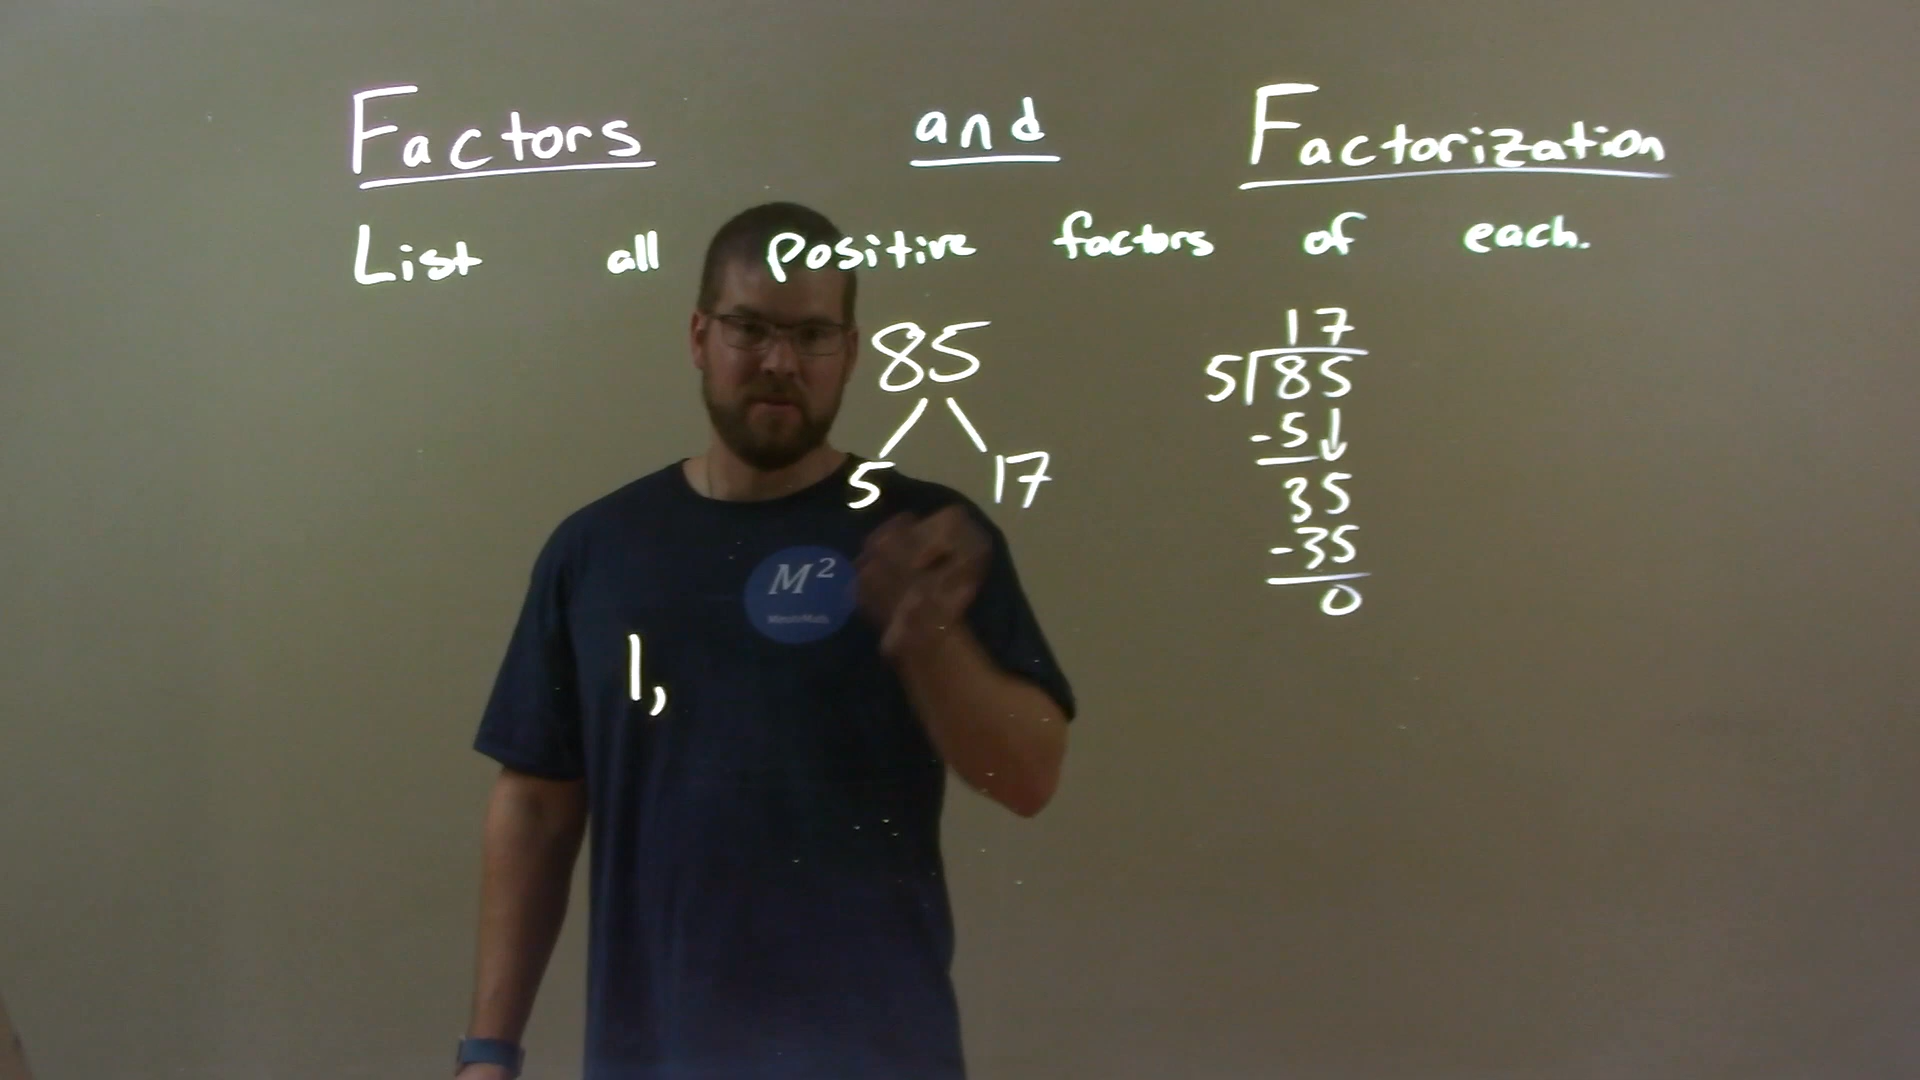 Factors and Factorization
List all positive factors of each.
85
5 17
17
5√85
-5↓
35
-35
0
M²
MinuteMath
1,